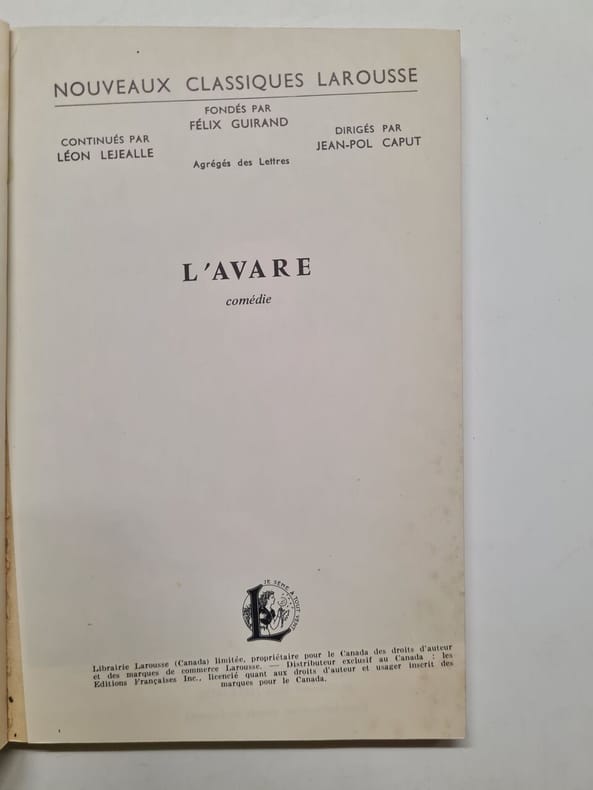 NOUVEAUX CLASSIQUES LAROUSSE
FONDÉS PAR
FÉLIX GUIRAND
CONTINUÉS PAR
LÉON LEJEALLE
DIRIGÉS PAR
JEAN-POL CAPUT
Agrégés des Lettres
L'AVARE
comédie
JE SÈME À TOUT VENT
L
Librairie Larousse (Canada) limitée, propriétaire pour le Canada des droits d'auteur
et des marques de commerce Larousse. — Distributeur exclusif au Canada : les
Editions Françaises Inc., licencié quant aux droits d'auteur et usager inscrit des
marques pour le Canada.